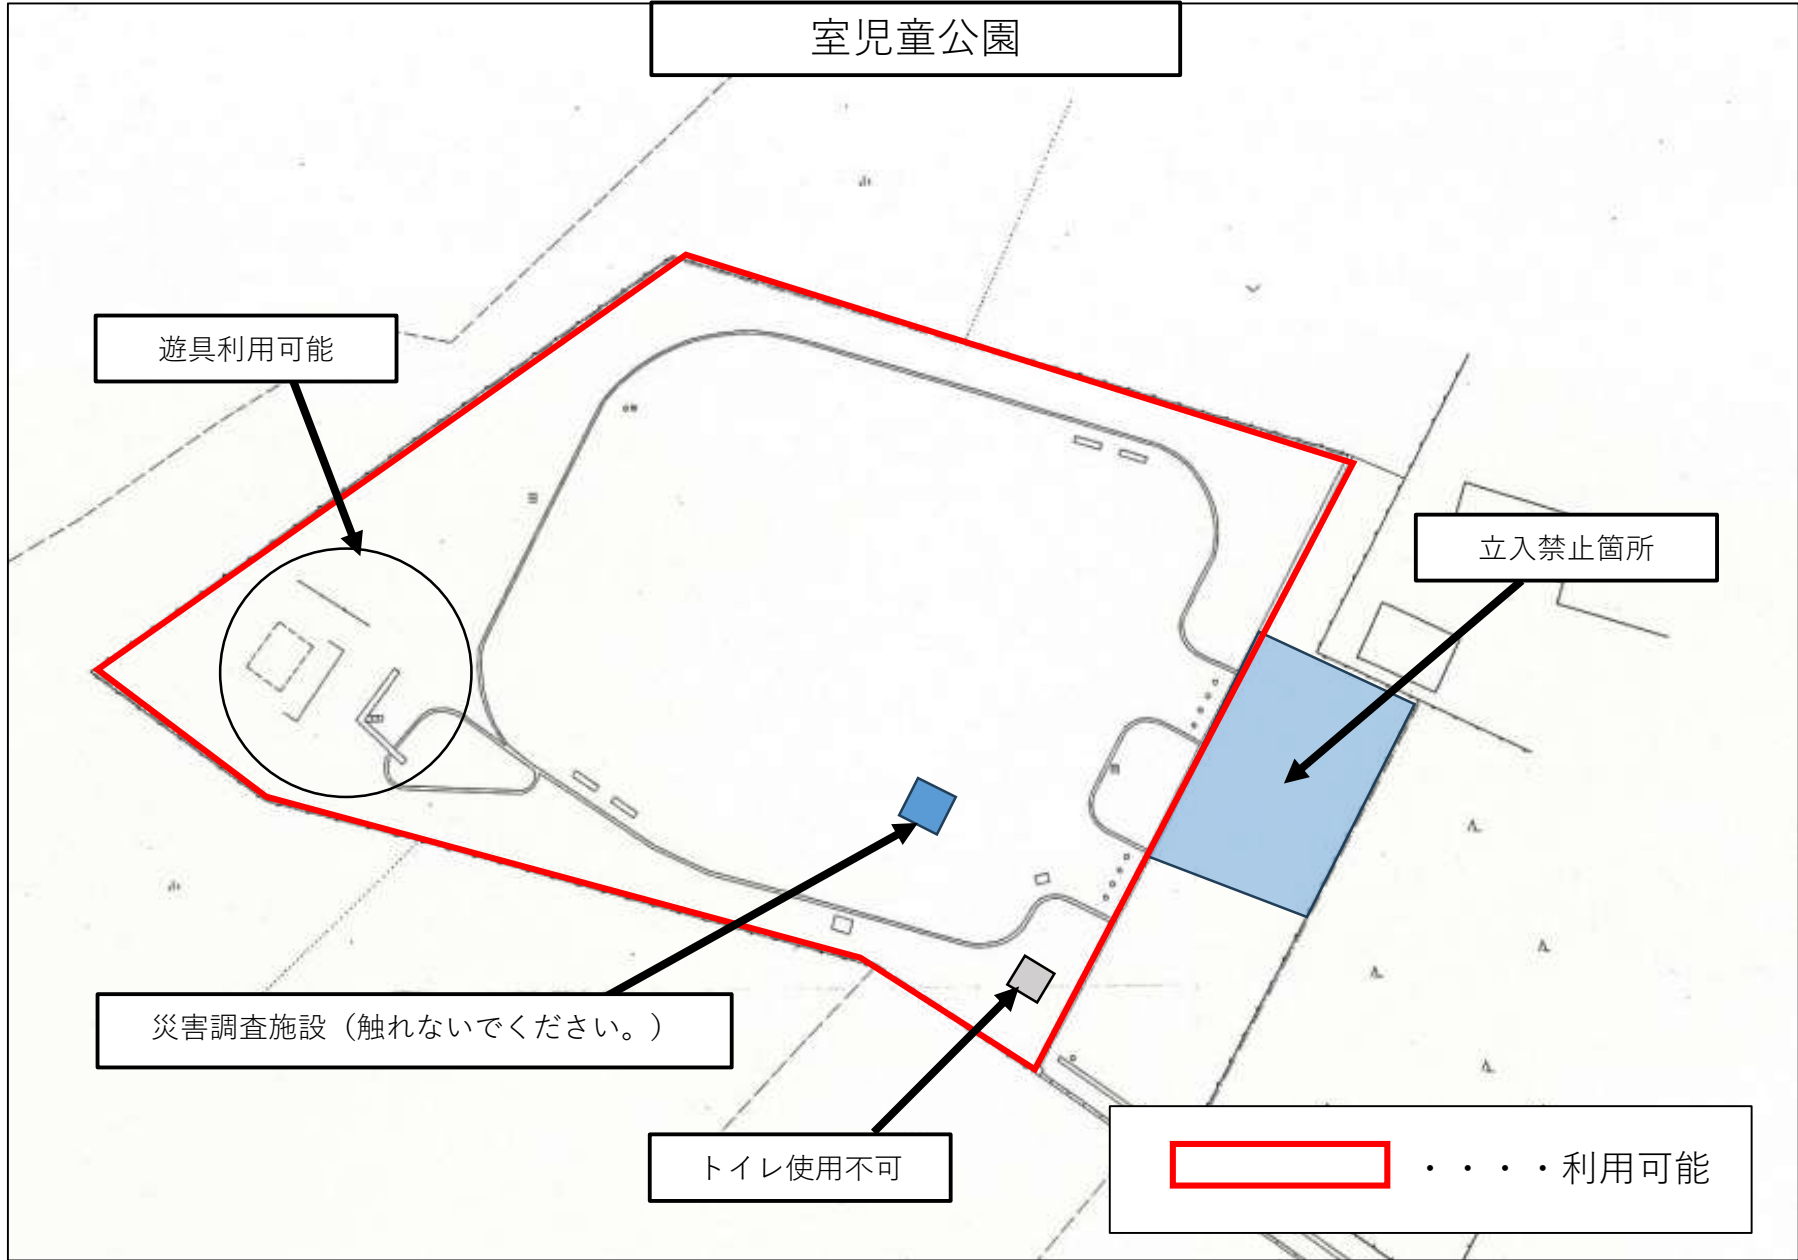 室児童公園
遊具利用可能
立入禁止箇所
災害調査施設（触れないでください。）
トイレ使用不可
・・・・利用可能